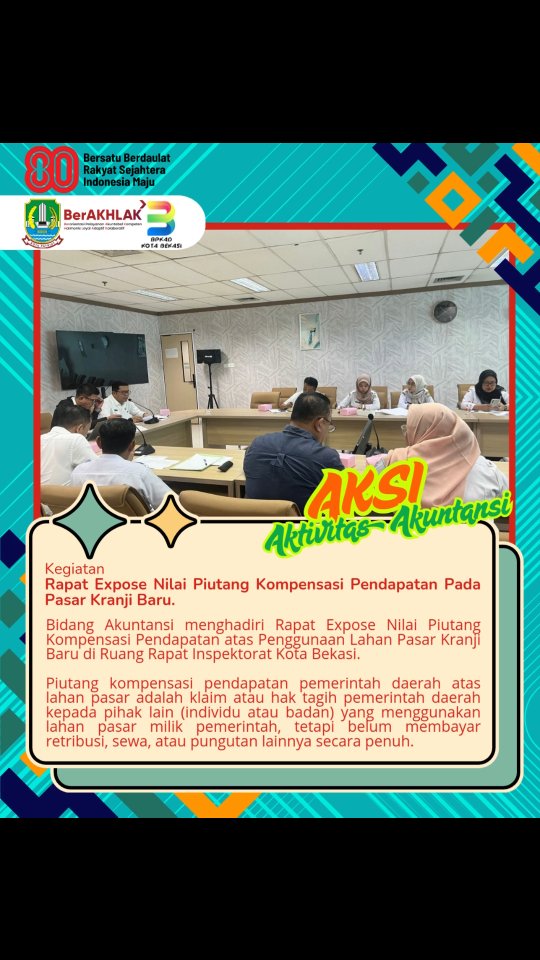 80
Bersatu Berdaulat
Rakyat Sejahtera
Indonesia Maju
BerAKHLAK
BPKAD
KOTA BEKASI
AKSI
Aktivitas - Akuntansi
Kegiatan
Rapat Expose Nilai Piutang Kompensasi Pendapatan Pada
Pasar Kranji Baru.
Bidang Akuntansi menghadiri Rapat Expose Nilai Piutang
Kompensasi Pendapatan atas Penggunaan Lahan Pasar Kranji
Baru di Ruang Rapat Inspektorat Kota Bekasi.
Piutang kompensasi pendapatan pemerintah daerah atas
lahan pasar adalah klaim atau hak tagih pemerintah daerah
kepada pihak lain (individu atau badan) yang menggunakan
lahan pasar milik pemerintah, tetapi belum membayar
retribusi, sewa, atau pungutan lainnya secara penuh.